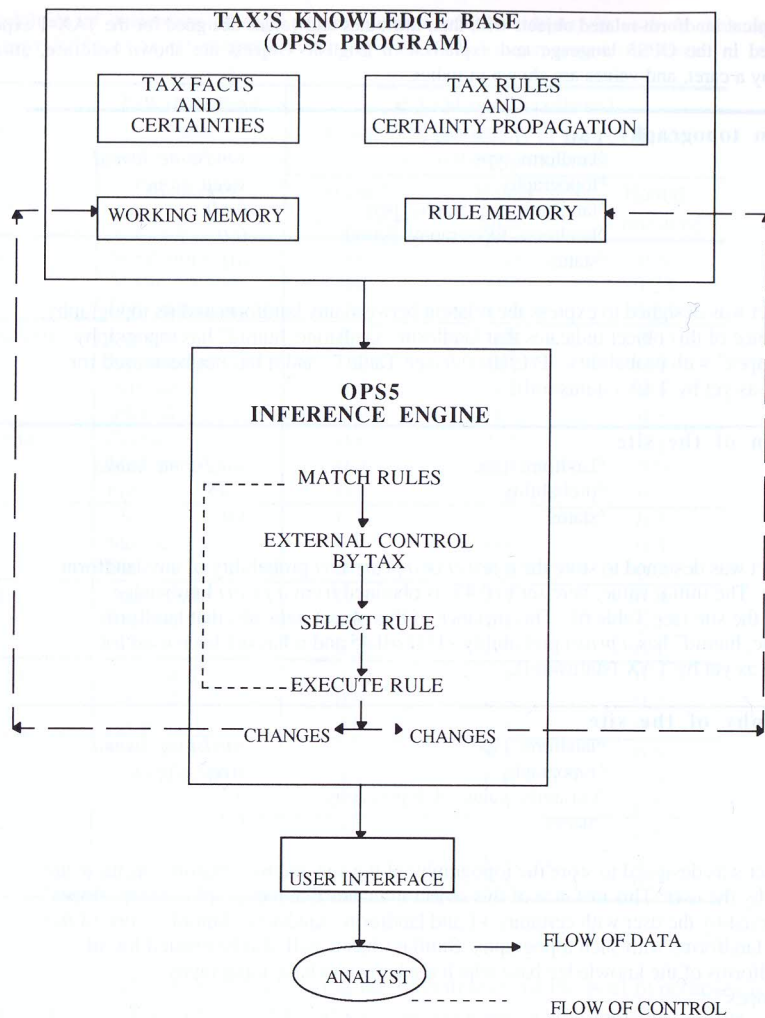 TAX'S KNOWLEDGE BASE
(OPS5 PROGRAM)
TAX FACTS
AND
CERTAINTIES
TAX RULES
AND
CERTAINTY PROPAGATION
WORKING MEMORY
RULE MEMORY
OPS5
INFERENCE ENGINE
MATCH RULES
EXTERNAL CONTROL
BY TAX
SELECT RULE
EXECUTE RULE
CHANGES
CHANGES
USER INTERFACE
ANALYST
FLOW OF DATA
FLOW OF CONTROL